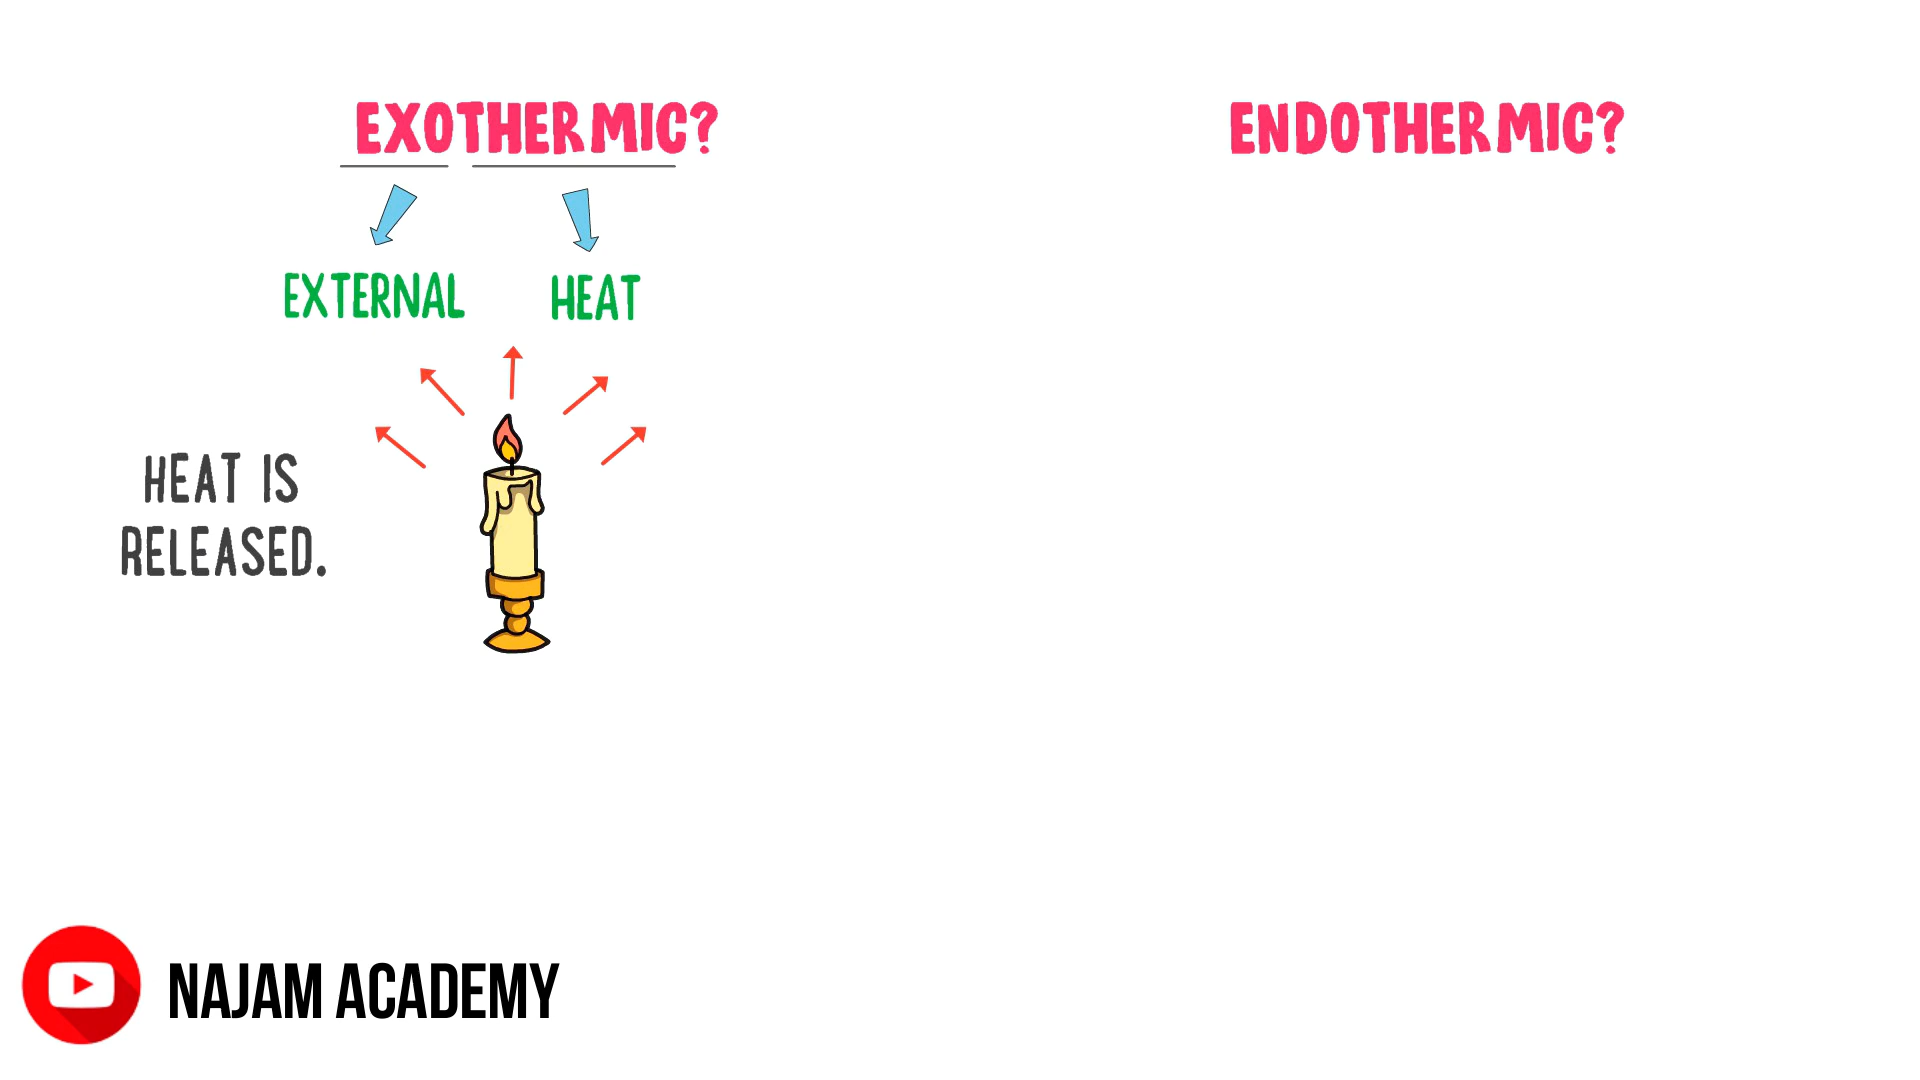 EXOTHERMIC?
ENDOTHERMIC?
EXTERNAL
HEAT
HEAT IS
RELEASED.
NAJAM ACADEMY